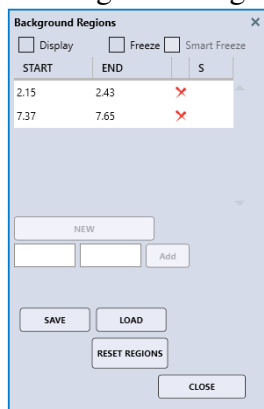 Background Regions ×
Display Freeze Smart Freeze
START END S
2.15 2.43
7.37 7.65
NEW
Add
SAVE LOAD
RESET REGIONS
CLOSE